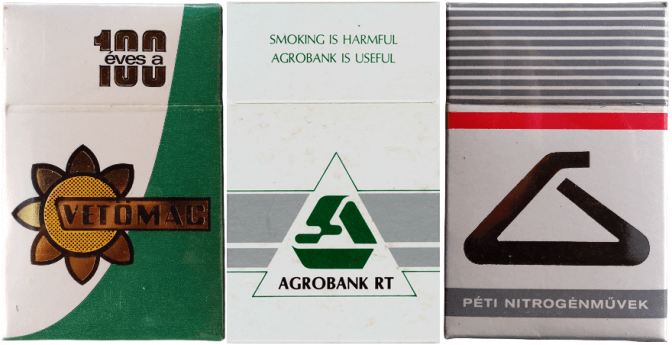 100
éves a
VETŐMAG
SMOKING IS HARMFUL
AGROBANK IS USEFUL
AGROBANK RT
PÉTI NITROGÉNMŰVEK